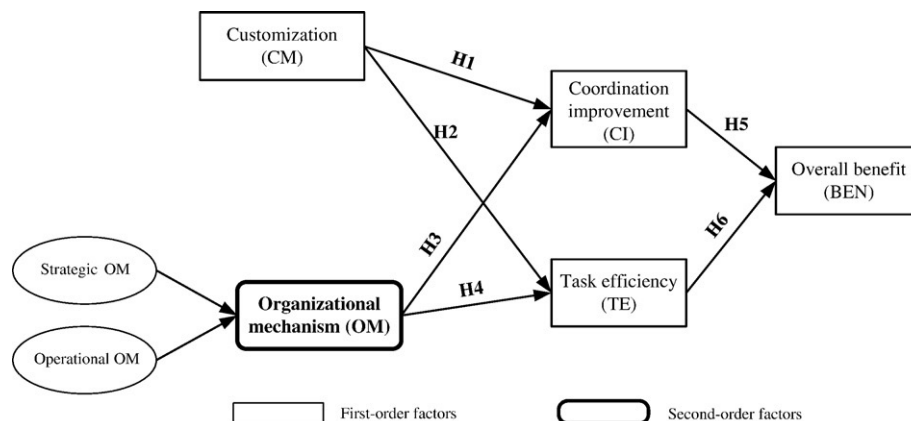 Customization
(CM)
H1
Coordination
improvement
(CI)
H5
H2
Overall benefit
(BEN)
H3
H6
Strategic OM
Organizational
mechanism (OM)
H4
Task efficiency
(TE)
Operational OM
First-order factors
Second-order factors